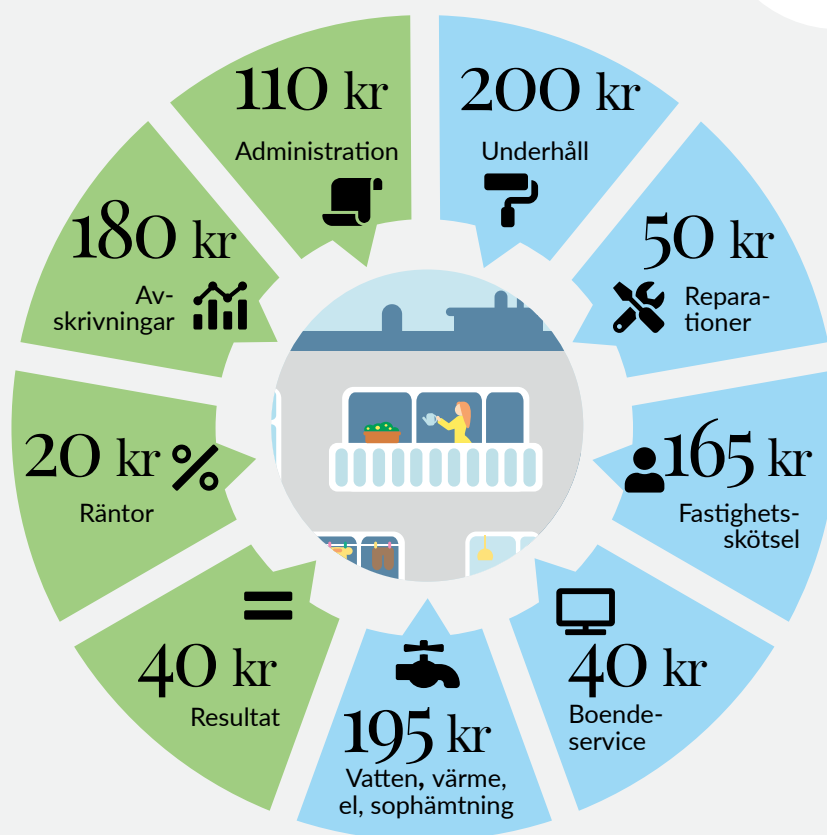 110 kr
Administration
200 kr
Underhåll
50 kr
Repara-
tioner
165 kr
Fastighets-
skötsel
40 kr
Boende-
service
195 kr
Vatten, värme,
el, sophämtning
40 kr
Resultat
20 kr %
Räntor
180 kr
Av-
skrivningar